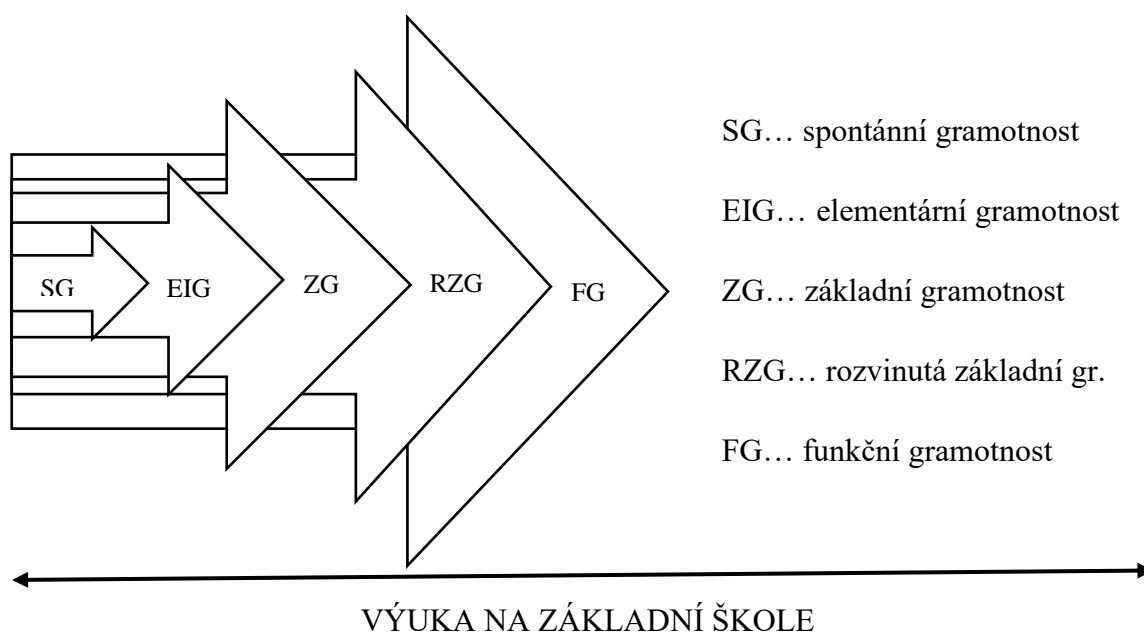 SG… spontánní gramotnost
EIG… elementární gramotnost
SG
EIG
ZG
RZG
FG
ZG… základní gramotnost
RZG… rozvinutá základní gr.
FG… funkční gramotnost
VÝUKA NA ZÁKLADNÍ ŠKOLE